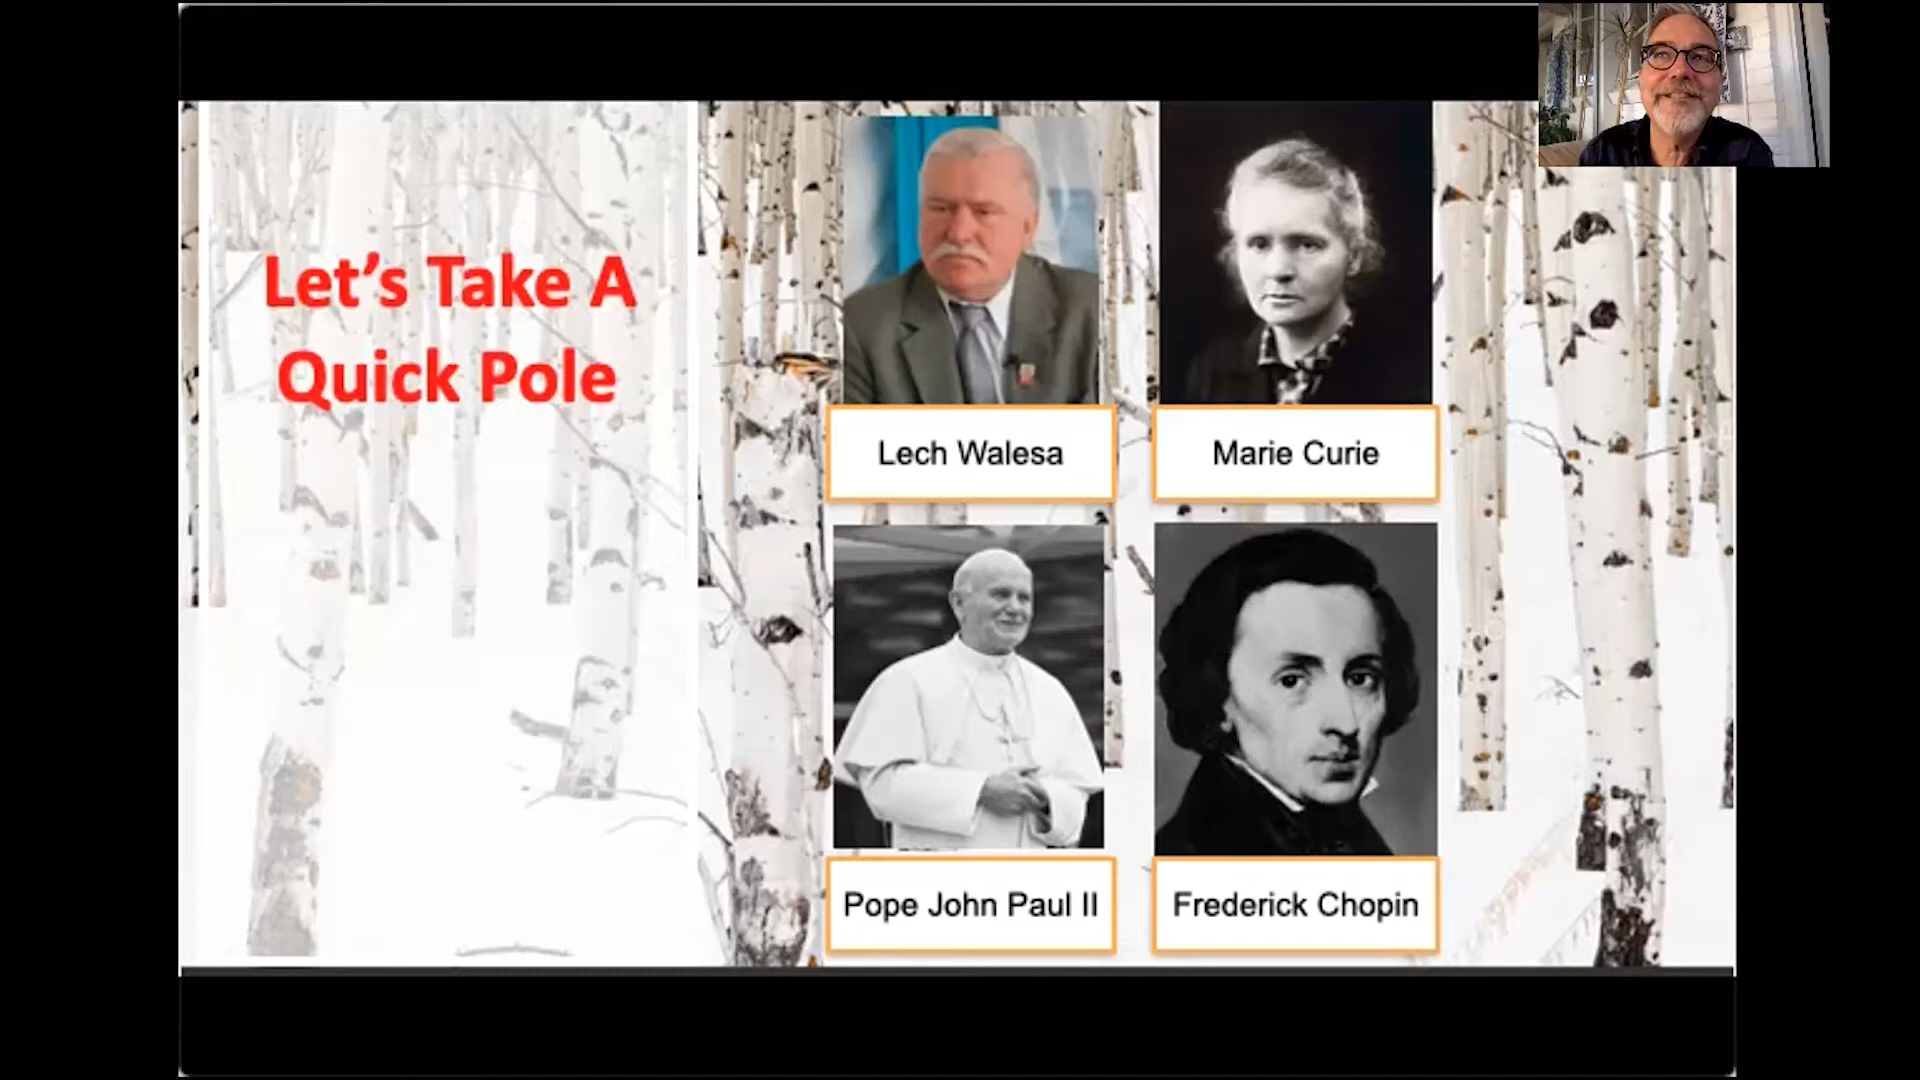 Let's Take A
Quick Pole
Lech Walesa
Marie Curie
Pope John Paul II
Frederick Chopin